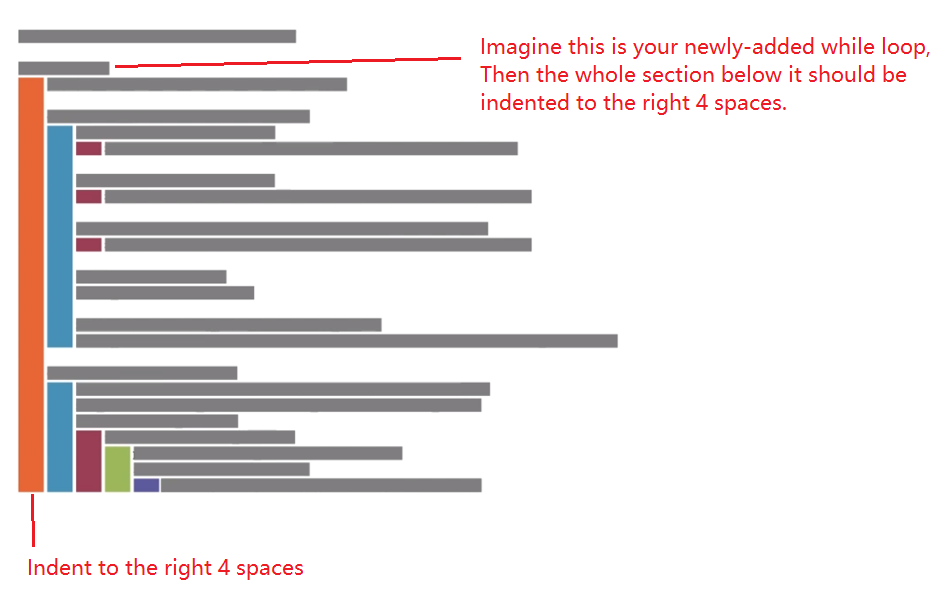 Imagine this is your newly-added while loop,
Then the whole section below it should be
indented to the right 4 spaces.
Indent to the right 4 spaces